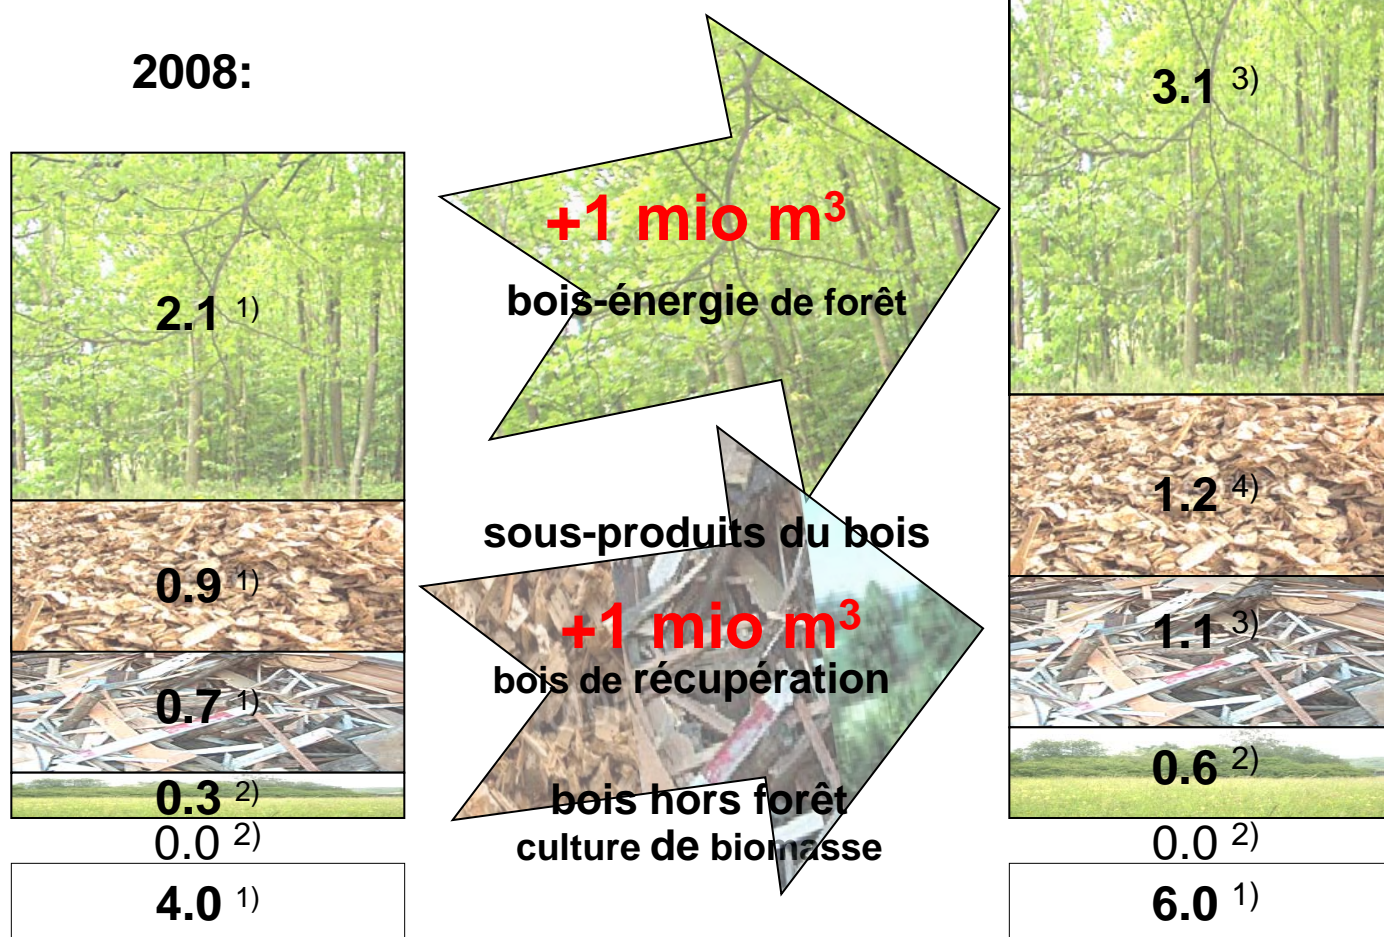 2008:
2.1 1)
0.9 1)
0.7 1)
0.3 2)
0.0 2)
4.0 1)
+1 mio m³
bois-énergie de forêt
sous-produits du bois
+1 mio m³
bois de récupération
bois hors forêt
culture de biomasse
3.1 3)
1.2 4)
1.1 3)
0.6 2)
0.0 2)
6.0 1)